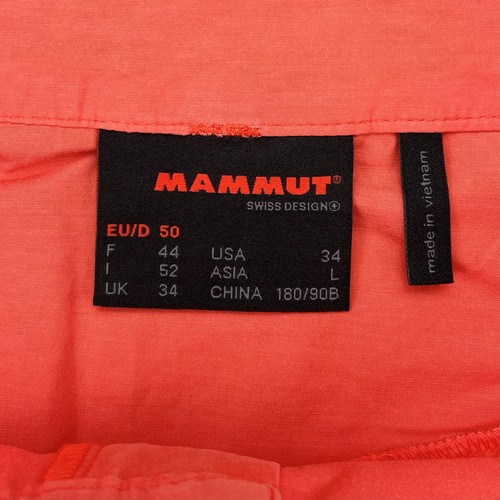 MAMMUT®
SWISS DESIGN
EU/D 50
F 44 USA 34
I 52 ASIA L
UK 34 CHINA 180/90B
made in vietnam